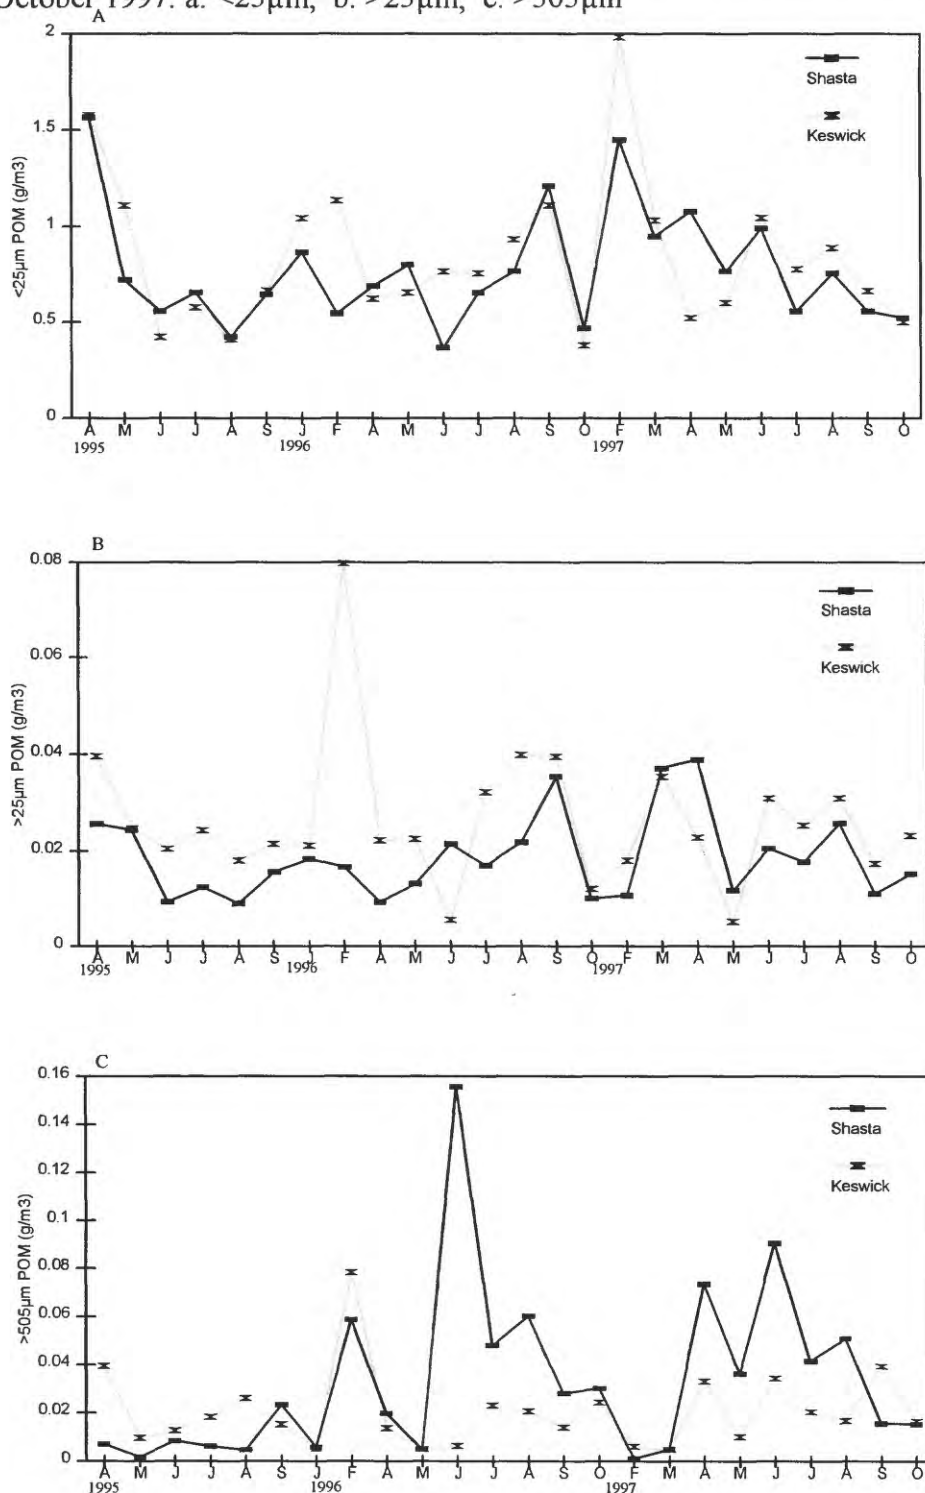 October 1997. a. <25µm, b. >25µm, c. >505µm
A
2
1.5
1
0.5
0
<25µm POM (g/m3)
Shasta
Keswick
A M J J A S J F A M J J A S O F M A M J J A S O
1995 1996 1997
B
0.08
0.06
0.04
0.02
0
>25µm POM (g/m3)
Shasta
Keswick
A M J J A S J F A M J J A S O F M A M J J A S O
1995 1996 1997
C
0.16
0.14
0.12
0.1
0.08
0.06
0.04
0.02
0
>505µm POM (g/m3)
Shasta
Keswick
A M J J A S J F A M J J A S O F M A M J J A S O
1995 1996 1997